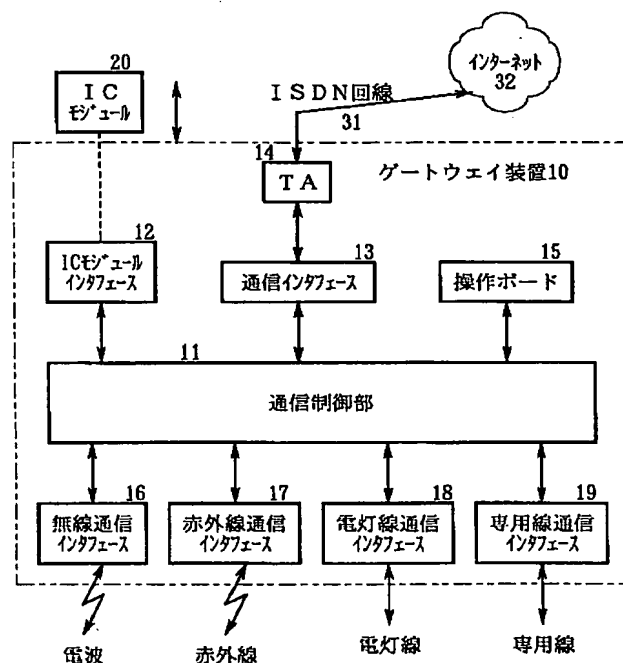 20
ＩＣ
ﾓｼﾞｭｰﾙ
インターネット
32
ＩＳＤＮ回線
31
14
ＴＡ
ゲートウェイ装置10
12
ICﾓｼﾞｭｰﾙ
ｲﾝﾀﾌｪｰｽ
13
通信ｲﾝﾀﾌｪｰｽ
15
操作ボード
11
通信制御部
16
無線通信
ｲﾝﾀﾌｪｰｽ
17
赤外線通信
ｲﾝﾀﾌｪｰｽ
18
電灯線通信
ｲﾝﾀﾌｪｰｽ
19
専用線通信
ｲﾝﾀﾌｪｰｽ
電波
赤外線
電灯線
専用線